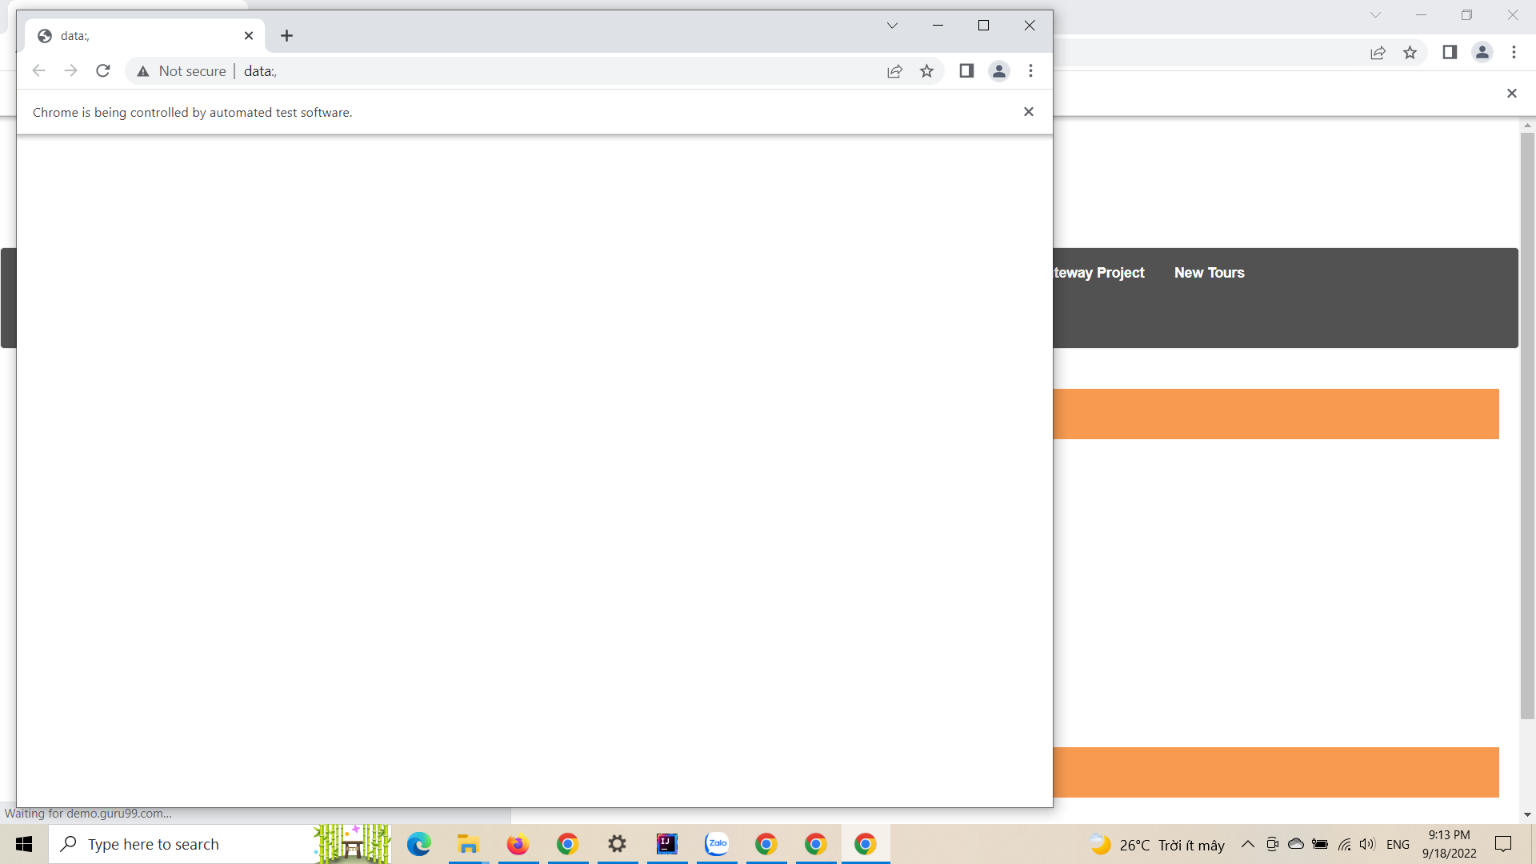 data:,
Not secure
data:,
Chrome is being controlled by automated test software.
teway Project
New Tours
Waiting for demo.guru99.com...
Type here to search
IJ
Zalo
26°C Trời ít mây
ENG
9:13 PM
9/18/2022